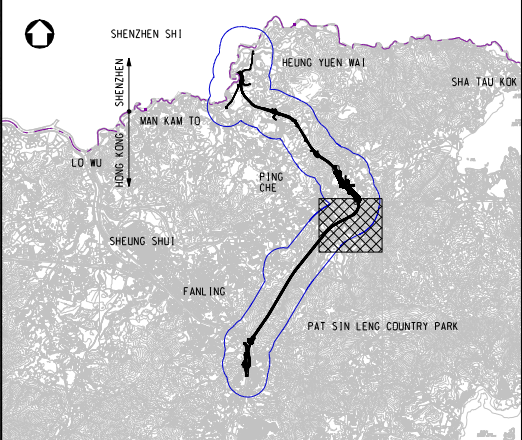 SHENZHEN SHI
HEUNG YUEN WAI
SHENZHEN
SHA TAU KOK
MAN KAM TO
HONG KONG
LO WU
PING
CHE
SHEUNG SHUI
FANLING
PAT SIN LENG COUNTRY PARK